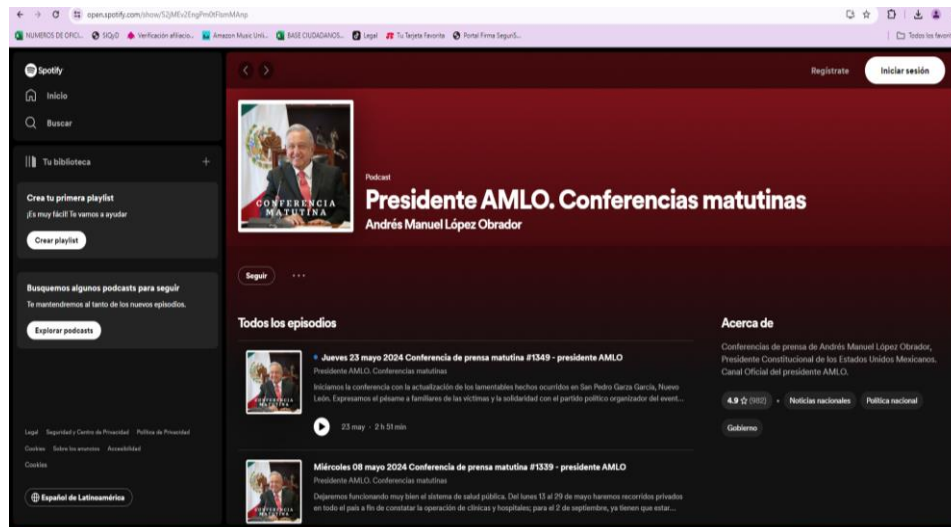 open.spotify.com/show/52jMEv2EngPm0tFlomMAnp
NUMEROS DE OFICI...
SIQyD
Verificación afiliacio...
Amazon Music Unli...
BASE CIUDADANOS...
Legal
Tu Tarjeta Favorita
Portal Firma SegurS...
Todos los favorit
Spotify
Inicio
Buscar
Tu biblioteca
Crea tu primera playlist
¡Es muy fácil! Te vamos a ayudar
Crear playlist
Busquemos algunos podcasts para seguir
Te mantendremos al tanto de los nuevos episodios.
Explorar podcasts
Legal Seguridad y Centro de Privacidad Política de Privacidad
Cookies Sobre los anuncios Accesibilidad
Cookies
Español de Latinoamérica
Regístrate
Iniciar sesión
CONFERENCIA
MATUTINA
Podcast
Presidente AMLO. Conferencias matutinas
Andrés Manuel López Obrador
Seguir
Todos los episodios
CONFERENCIA
MATUTINA
Jueves 23 mayo 2024 Conferencia de prensa matutina #1349 - presidente AMLO
Presidente AMLO. Conferencias matutinas
Iniciamos la conferencia con la actualización de los lamentables hechos ocurridos en San Pedro Garza García, Nuevo
León. Expresamos el pésame a familiares de las víctimas y la solidaridad con el partido político organizador del event...
23 may · 2 h 51 min
CONFERENCIA
MATUTINA
Miércoles 08 mayo 2024 Conferencia de prensa matutina #1339 - presidente AMLO
Presidente AMLO. Conferencias matutinas
Dejaremos funcionando muy bien el sistema de salud pública. Del lunes 13 al 29 de mayo haremos recorridos privados
en todo el país a fin de constatar la operación de clínicas y hospitales; para el 2 de septiembre, ya tienen que estar...
Acerca de
Conferencias de prensa de Andrés Manuel López Obrador,
Presidente Constitucional de los Estados Unidos Mexicanos.
Canal Oficial del presidente AMLO.
4.9 (982)
Noticias nacionales
Política nacional
Gobierno